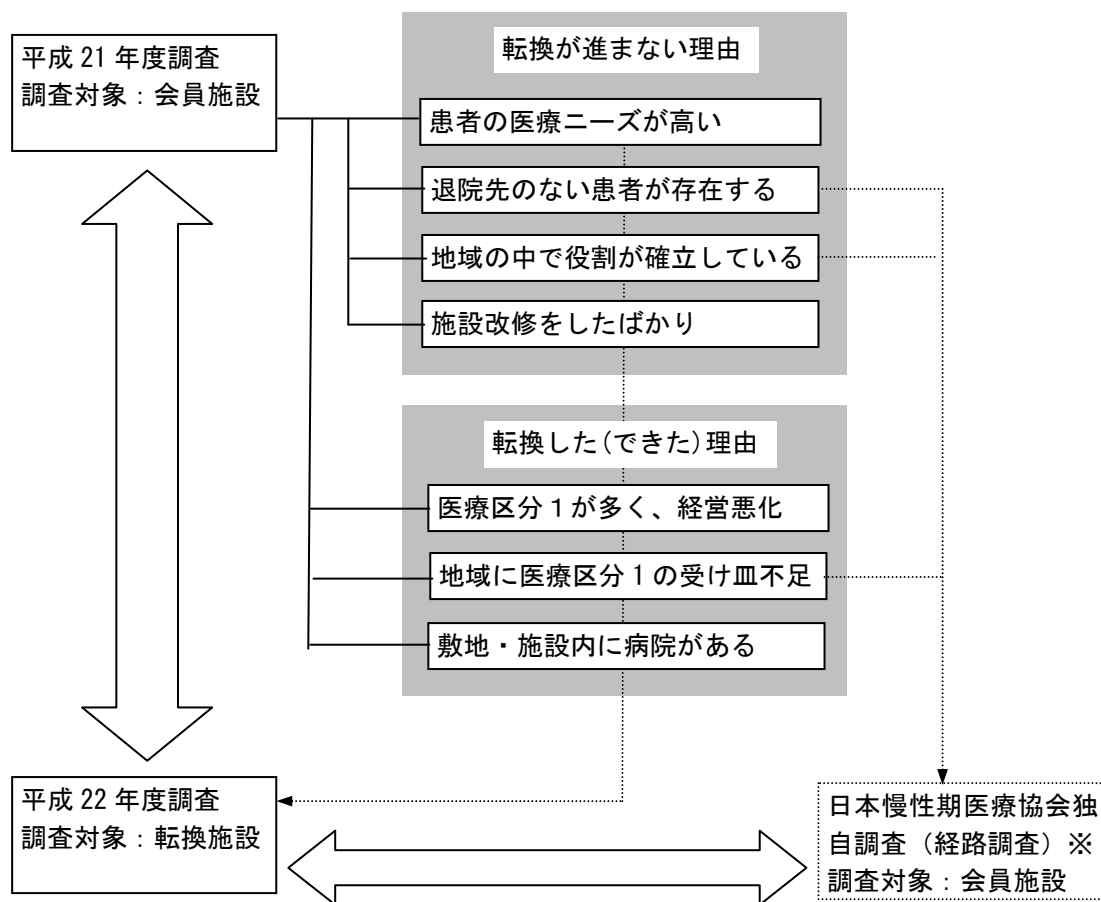 平成 21 年度調査
調査対象：会員施設
転換が進まない理由
患者の医療ニーズが高い
退院先のない患者が存在する
地域の中で役割が確立している
施設改修をしたばかり
転換した(できた)理由
医療区分１が多く、経営悪化
地域に医療区分１の受け皿不足
敷地・施設内に病院がある
平成 22 年度調査
調査対象：転換施設
日本慢性期医療協会独
自調査（経路調査）※
調査対象：会員施設